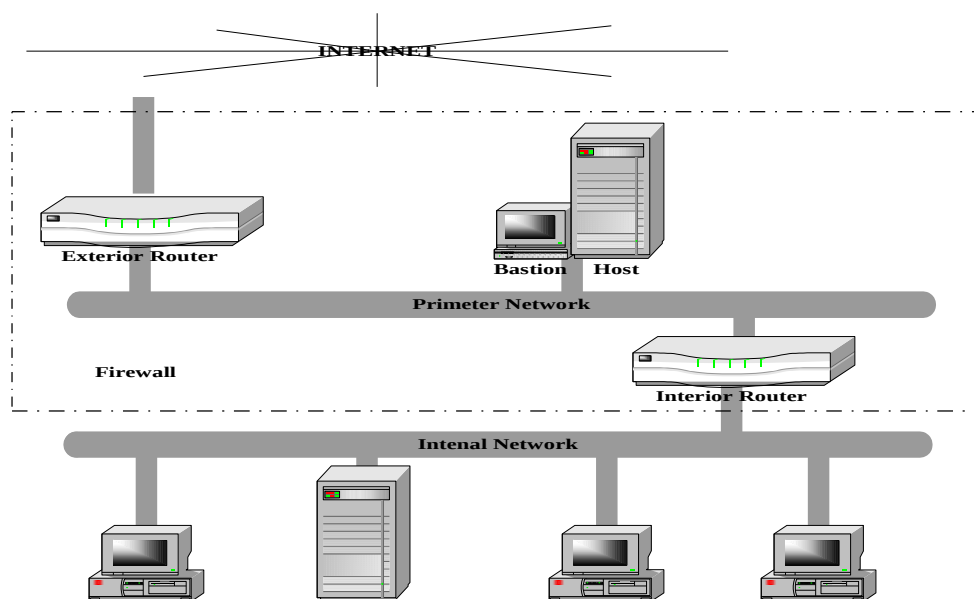 INTERNET
Exterior Router
Bastion Host
Primeter Network
Firewall
Interior Router
Intenal Network